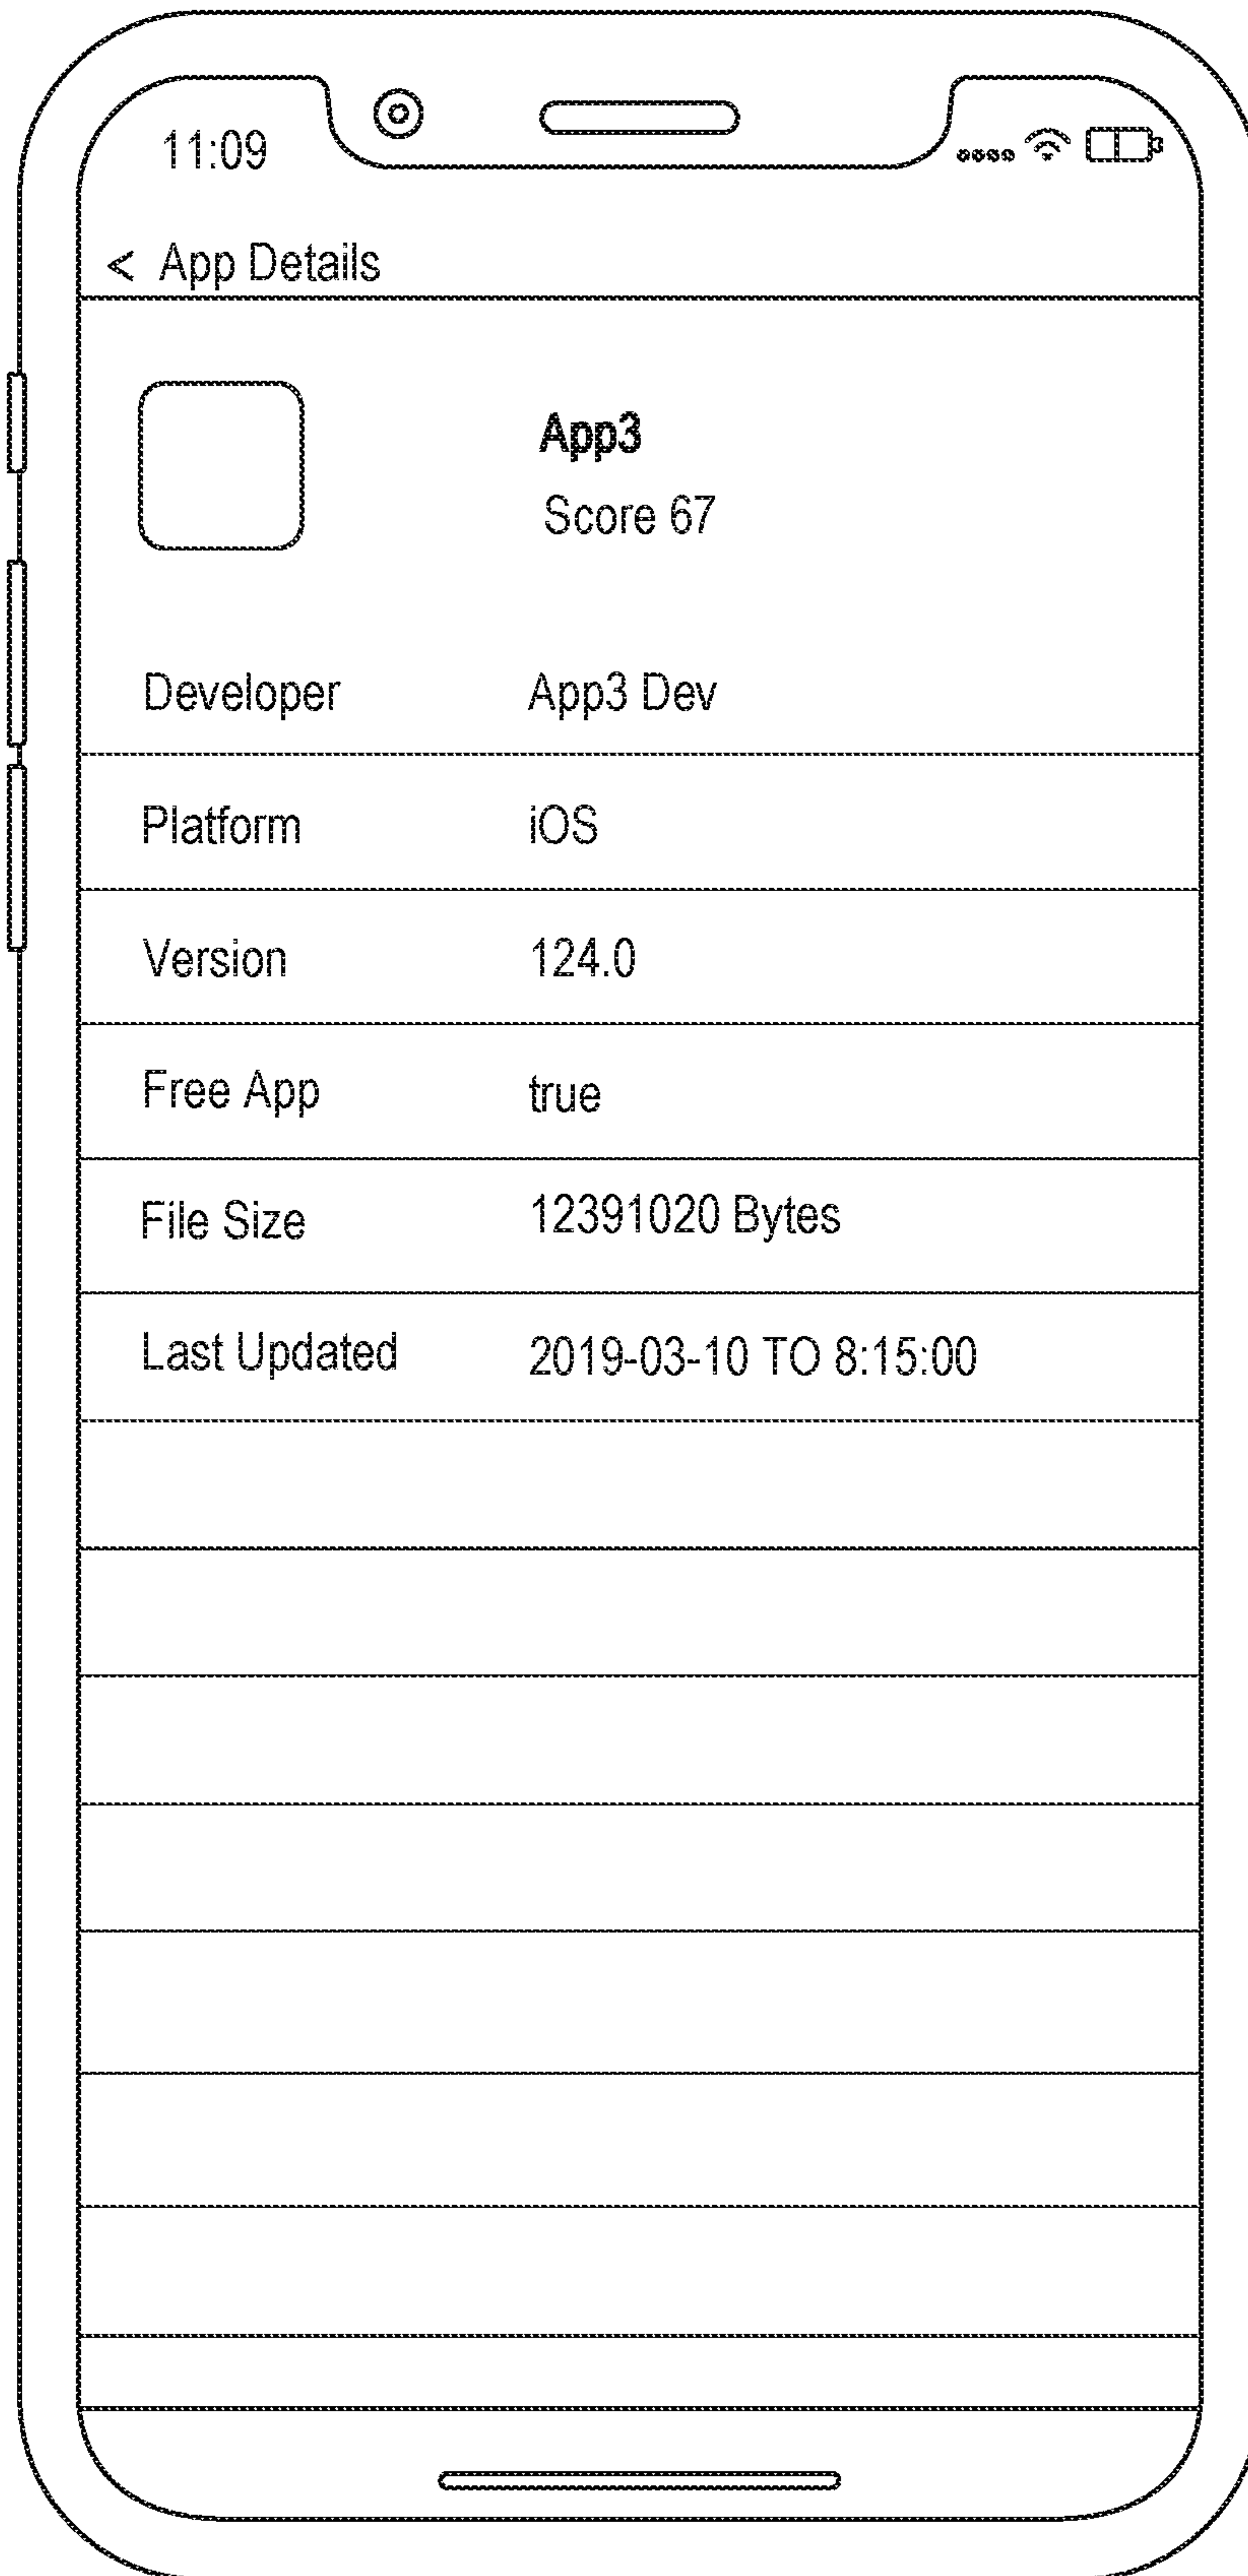 11:09
< App Details
App3
Score 67
Developer App3 Dev
Platform iOS
Version 124.0
Free App true
File Size 12391020 Bytes
Last Updated 2019-03-10 TO 8:15:00